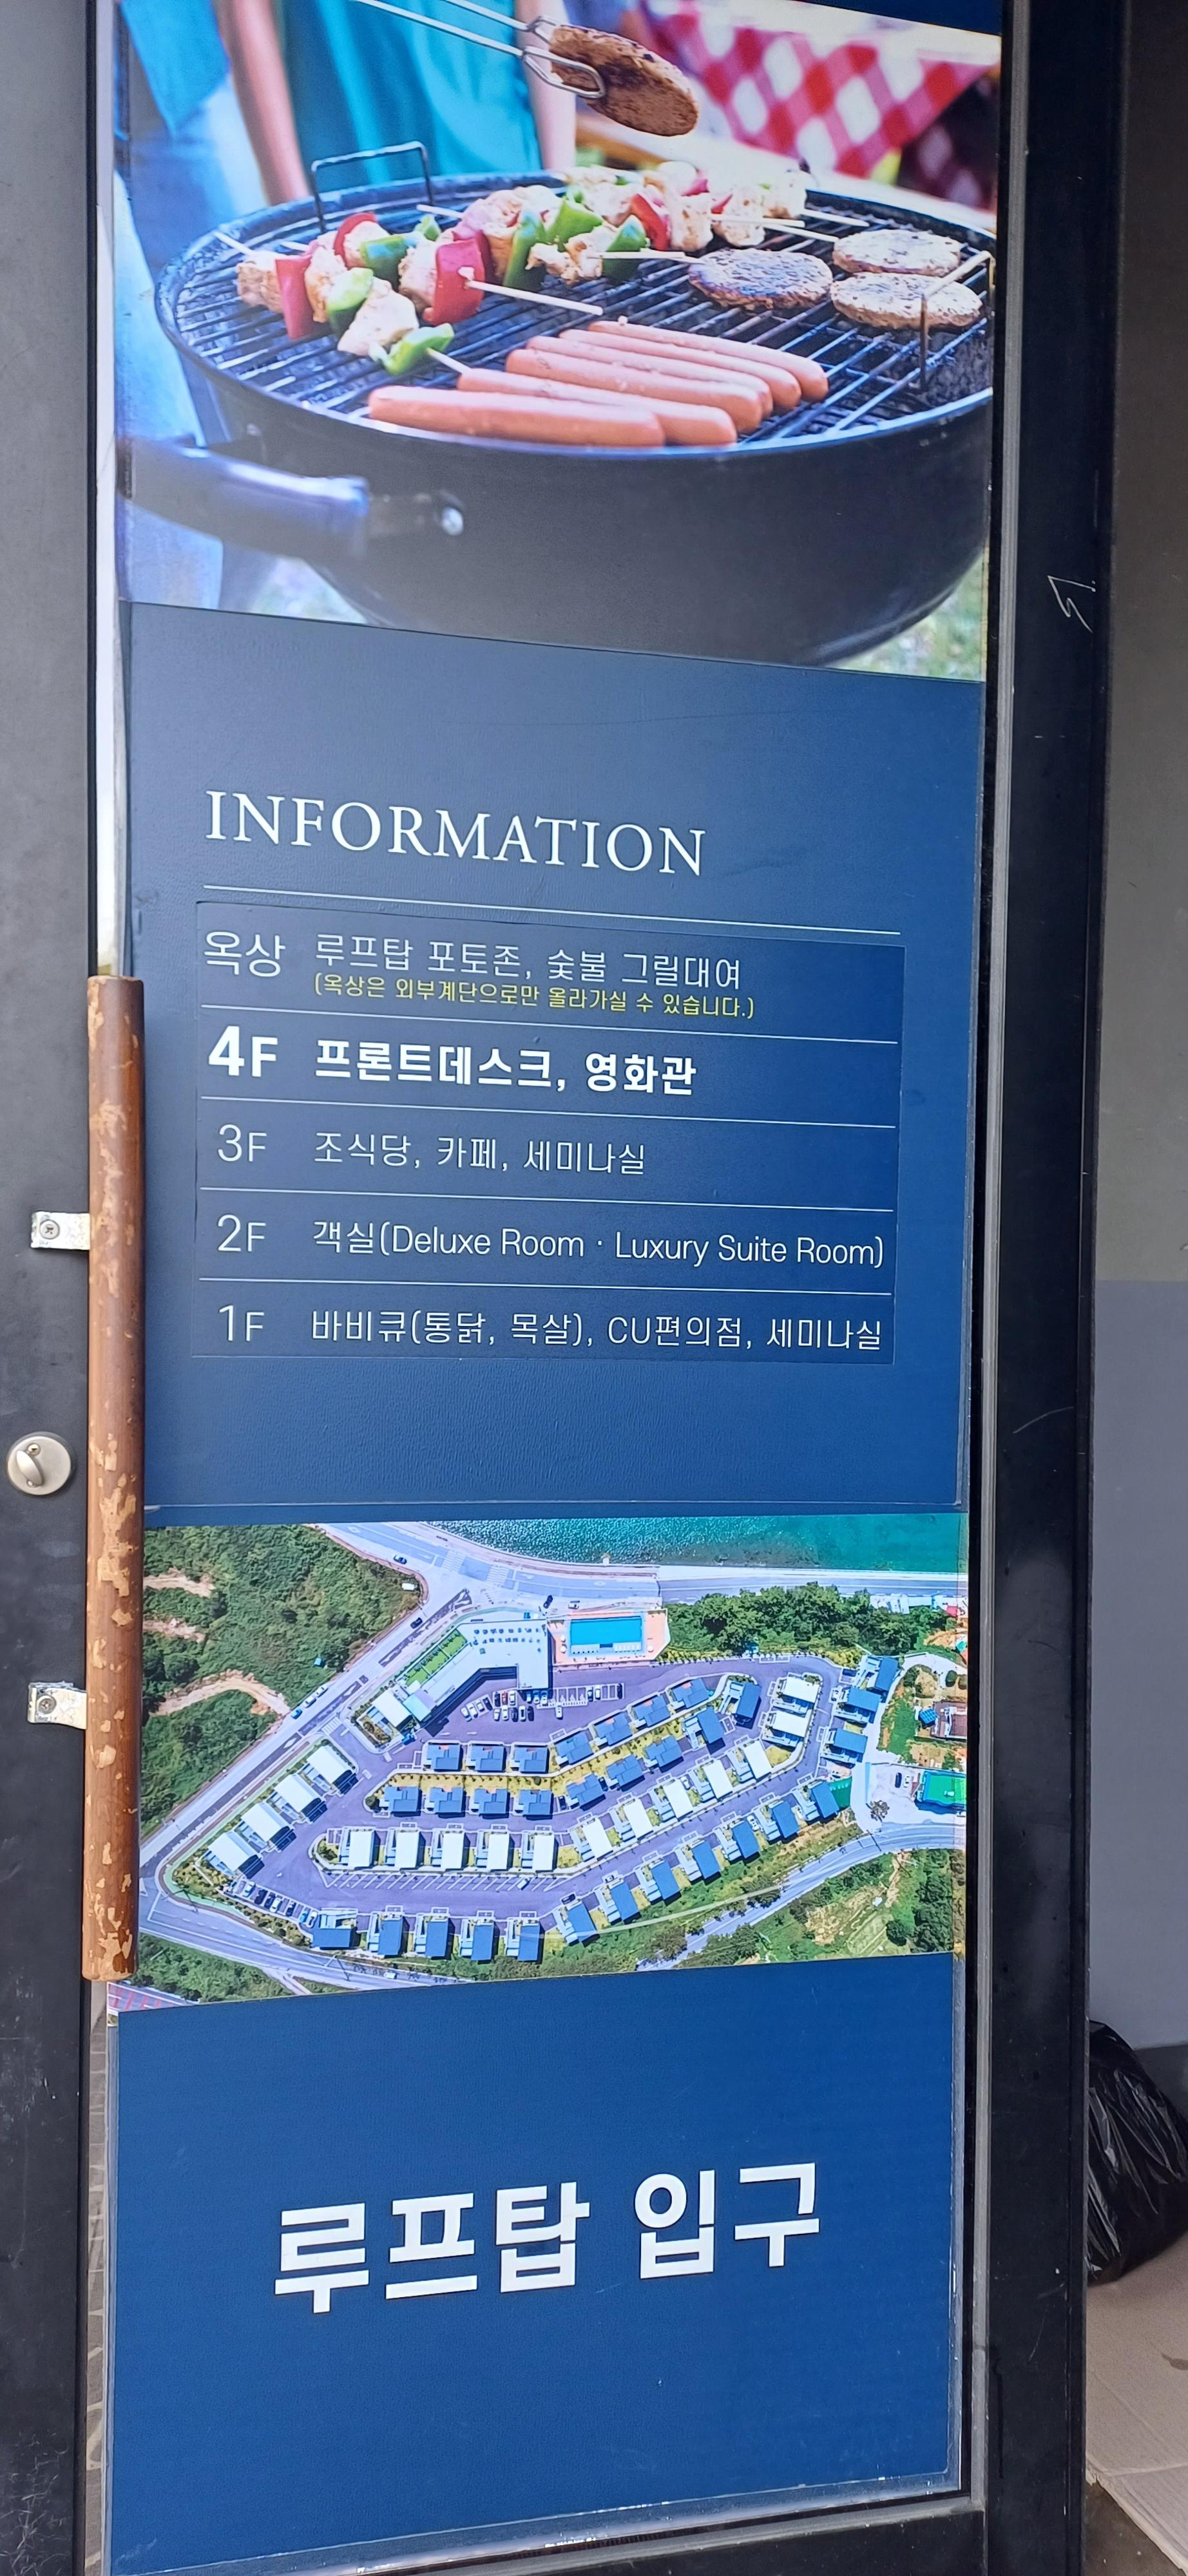 INFORMATION
옥상 루프탑 포토존, 숯불 그릴대여
(옥상은 외부계단으로만 올라가실 수 있습니다.)
4F 프론트데스크, 영화관
3F 조식당, 카페, 세미나실
2F 객실(Deluxe Room · Luxury Suite Room)
1F 바비큐(통닭, 목살), CU편의점, 세미나실
루프탑 입구